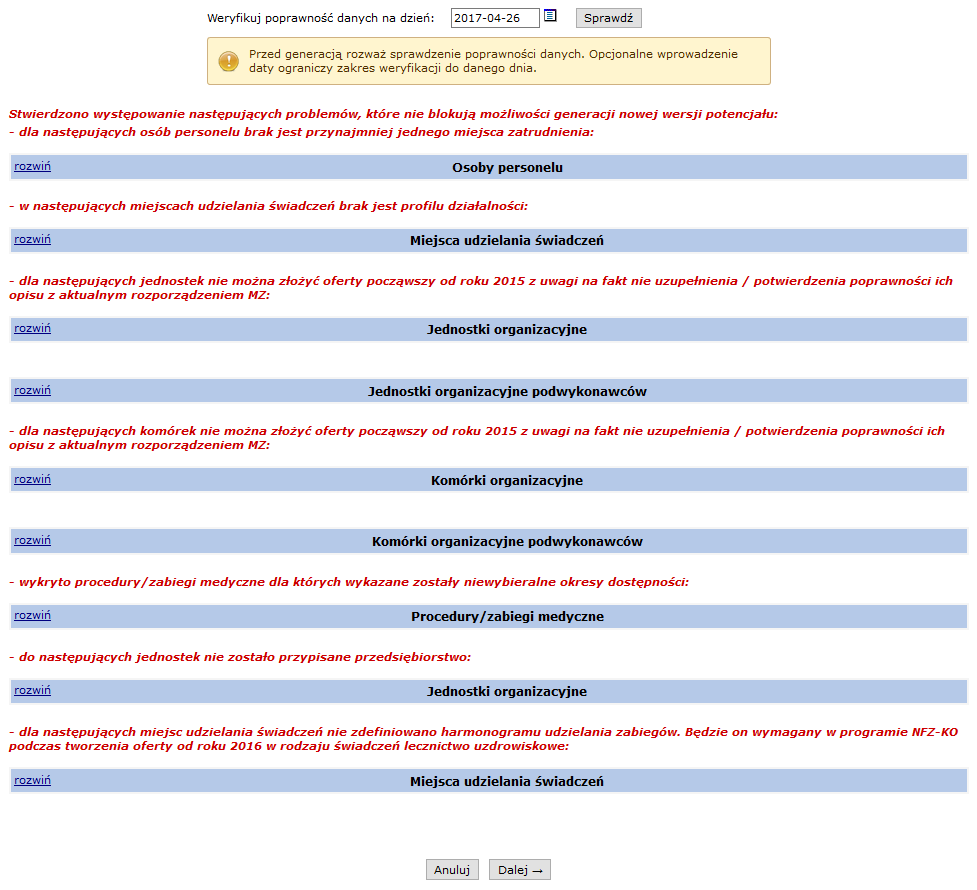 Weryfikuj poprawność danych na dzień: 2017-04-26 Sprawdź
Przed generacją rozważ sprawdzenie poprawności danych. Opcjonalne wprowadzenie
daty ograniczy zakres weryfikacji do danego dnia.
Stwierdzono występowanie następujących problemów, które nie blokują możliwości generacji nowej wersji potencjału:
- dla następujących osób personelu brak jest przynajmniej jednego miejsca zatrudnienia:
rozwiń Osoby personelu
- w następujących miejscach udzielania świadczeń brak jest profilu działalności:
rozwiń Miejsca udzielania świadczeń
- dla następujących jednostek nie można złożyć oferty począwszy od roku 2015 z uwagi na fakt nie uzupełnienia / potwierdzenia poprawności ich
opisu z aktualnym rozporządzeniem MZ:
rozwiń Jednostki organizacyjne
rozwiń Jednostki organizacyjne podwykonawców
- dla następujących komórek nie można złożyć oferty począwszy od roku 2015 z uwagi na fakt nie uzupełnienia / potwierdzenia poprawności ich
opisu z aktualnym rozporządzeniem MZ:
rozwiń Komórki organizacyjne
rozwiń Komórki organizacyjne podwykonawców
- wykryto procedury/zabiegi medyczne dla których wykazane zostały niewybieralne okresy dostępności:
rozwiń Procedury/zabiegi medyczne
- do następujących jednostek nie zostało przypisane przedsiębiorstwo:
rozwiń Jednostki organizacyjne
- dla następujących miejsc udzielania świadczeń nie zdefiniowano harmonogramu udzielania zabiegów. Będzie on wymagany w programie NFZ-KO
podczas tworzenia oferty od roku 2016 w rodzaju świadczeń lecznictwo uzdrowiskowe:
rozwiń Miejsca udzielania świadczeń
Anuluj Dalej →